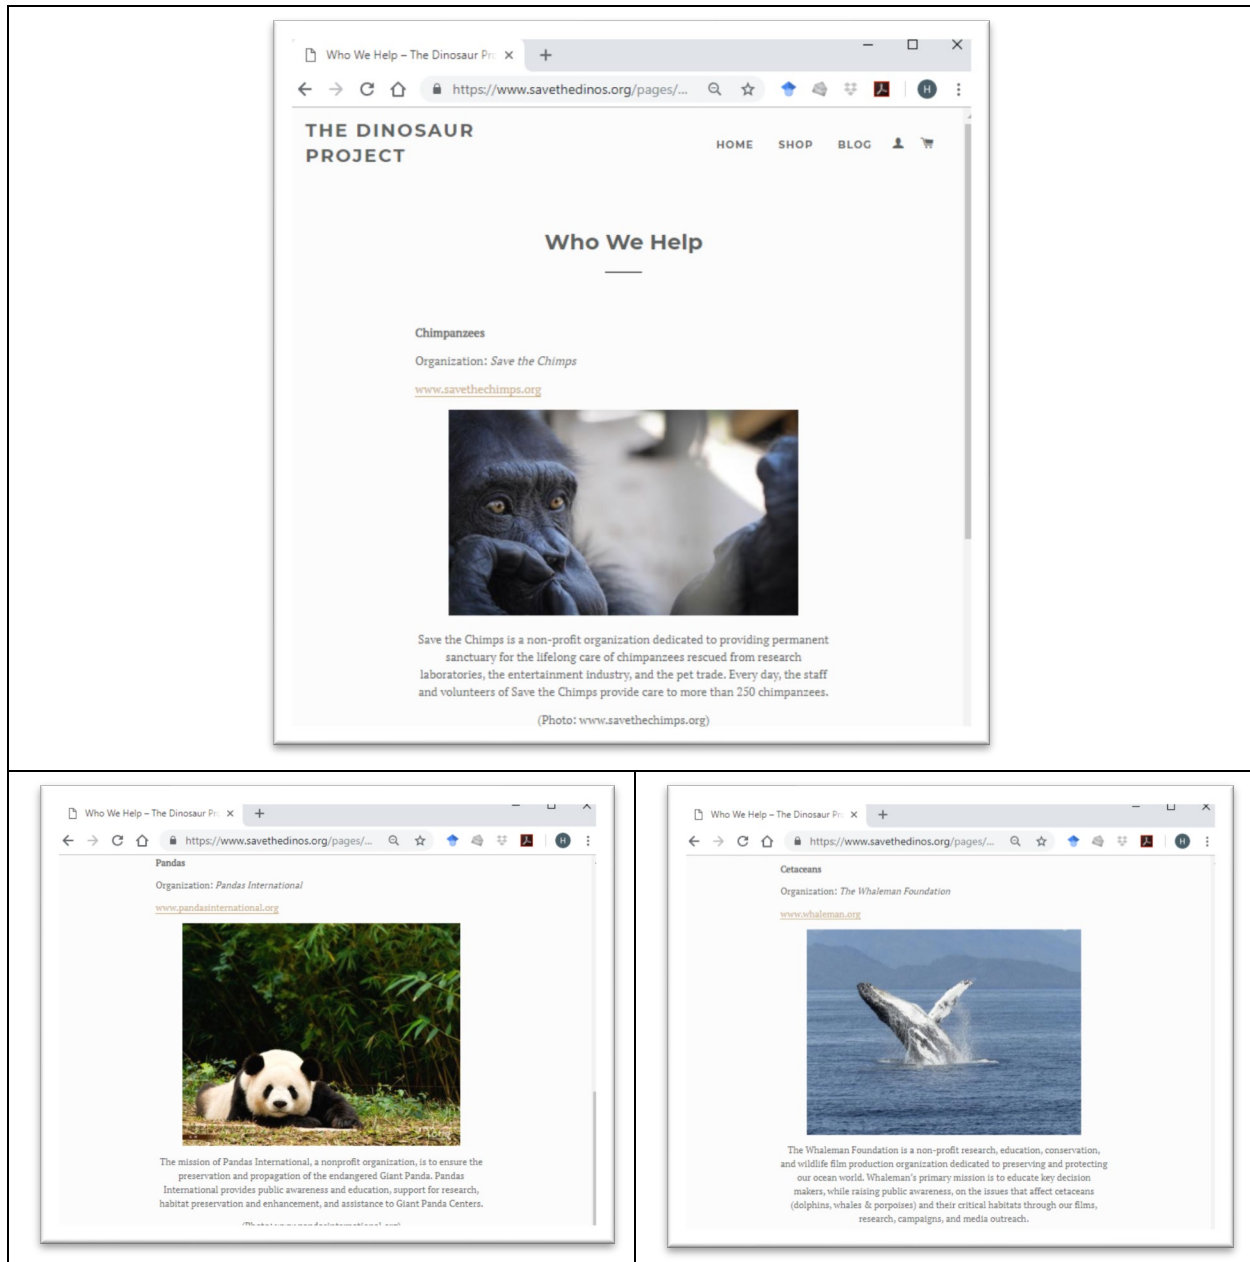 Who We Help – The Dinosaur Pr
https://www.savethedinos.org/pages/...
H
THE DINOSAUR
PROJECT
HOME SHOP BLOG
Who We Help
Chimpanzees
Organization: Save the Chimps
www.savethechimps.org
Save the Chimps is a non-profit organization dedicated to providing permanent
sanctuary for the lifelong care of chimpanzees rescued from research
laboratories, the entertainment industry, and the pet trade. Every day, the staff
and volunteers of Save the Chimps provide care to more than 250 chimpanzees.
(Photo: www.savethechimps.org)
Who We Help – The Dinosaur Pr
https://www.savethedinos.org/pages/...
H
Pandas
Organization: Pandas International
www.pandasinternational.org
The mission of Pandas International, a nonprofit organization, is to ensure the
preservation and propagation of the endangered Giant Panda. Pandas
International provides public awareness and education, support for research,
habitat preservation and enhancement, and assistance to Giant Panda Centers.
(Photo: www.pandasinternational.org)
Who We Help – The Dinosaur Pr
https://www.savethedinos.org/pages/...
H
Cetaceans
Organization: The Whaleman Foundation
www.whaleman.org
The Whaleman Foundation is a non-profit research, education, conservation,
and wildlife film production organization dedicated to preserving and protecting
our ocean world. Whaleman's primary mission is to educate key decision
makers, while raising public awareness, on the issues that affect cetaceans
(dolphins, whales & porpoises) and their critical habitats through our films,
research, campaigns, and media outreach.